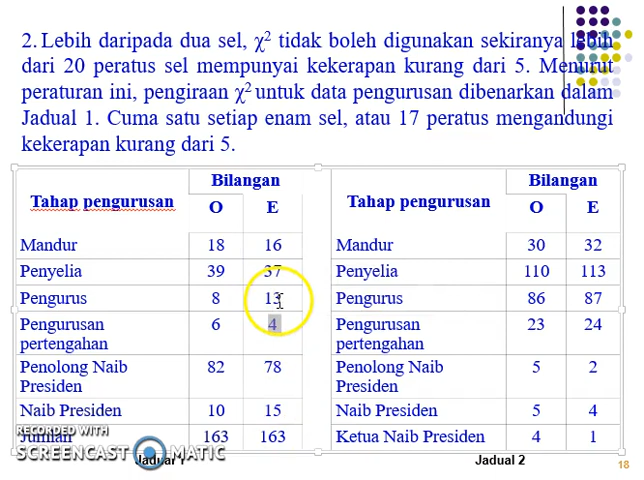 2. Lebih daripada dua sel, χ² tidak boleh digunakan sekiranya lebih
dari 20 peratus sel mempunyai kekerapan kurang dari 5. Menurut
peraturan ini, pengiraan χ² untuk data pengurusan dibenarkan dalam
Jadual 1. Cuma satu setiap enam sel, atau 17 peratus mengandungi
kekerapan kurang dari 5.
Tahap pengurusan Bilangan
O E
Mandur 18 16
Penyelia 39 37
Pengurus 8 13
Pengurusan pertengahan 6 4
Penolong Naib Presiden 82 78
Naib Presiden 10 15
Jumlah 163 163
Jadual 1
Tahap pengurusan Bilangan
O E
Mandur 30 32
Penyelia 110 113
Pengurus 86 87
Pengurusan pertengahan 23 24
Penolong Naib Presiden 5 2
Naib Presiden 5 4
Ketua Naib Presiden 4 1
Jadual 2
RECORDED WITH
SCREENCAST MATIC
18